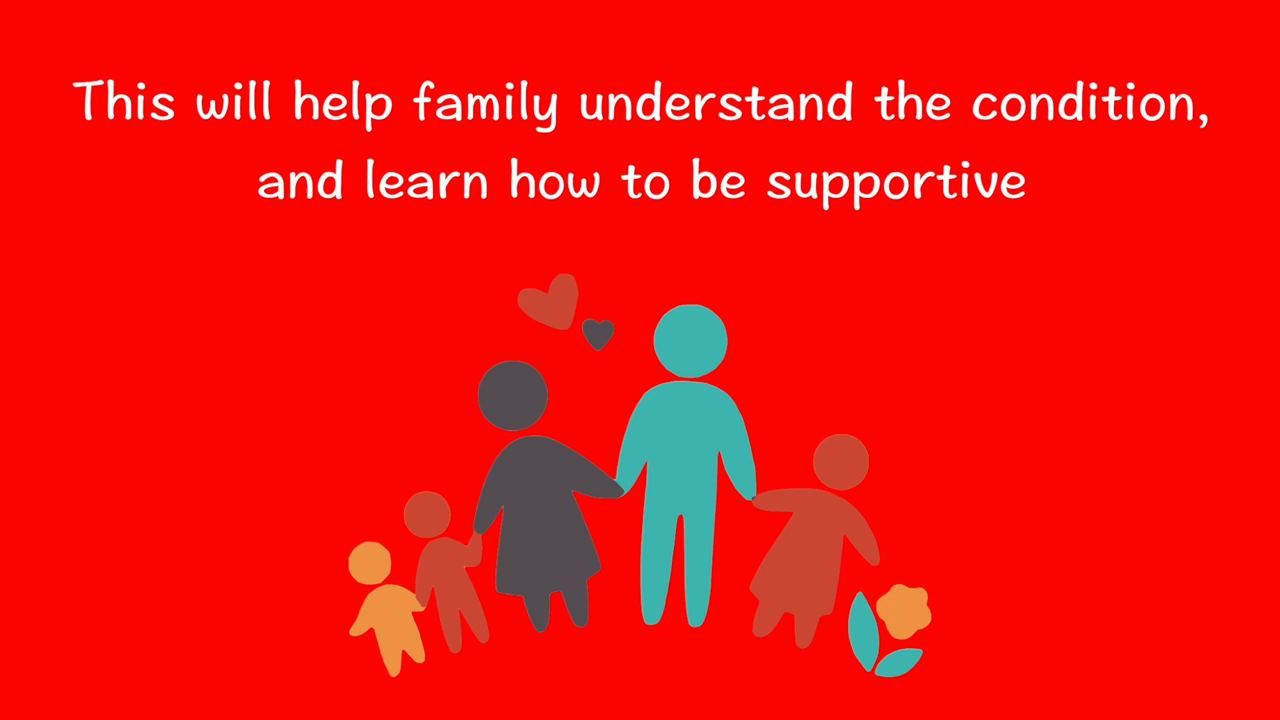 This will help family understand the condition,
and learn how to be supportive